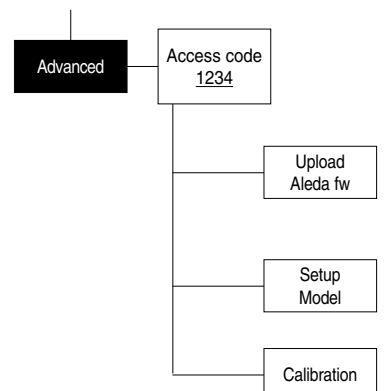 Advanced
Access code
1234
Upload
Aleda fw
Setup
Model
Calibration